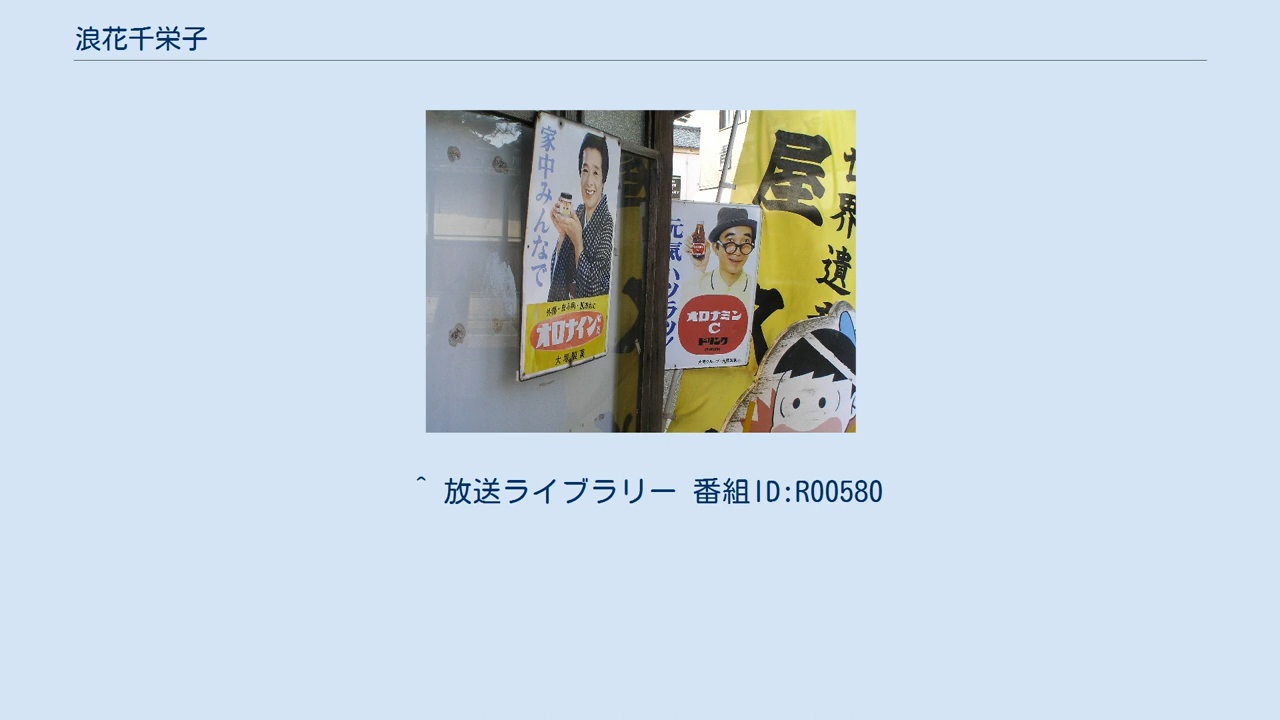 浪花千栄子
家中みんなで
オロナイン
大塚製薬
元氣ハツラツ!
オロナミン
C
ドリンク
屋
世界遺
^ 放送ライブラリー 番組ID:R00580